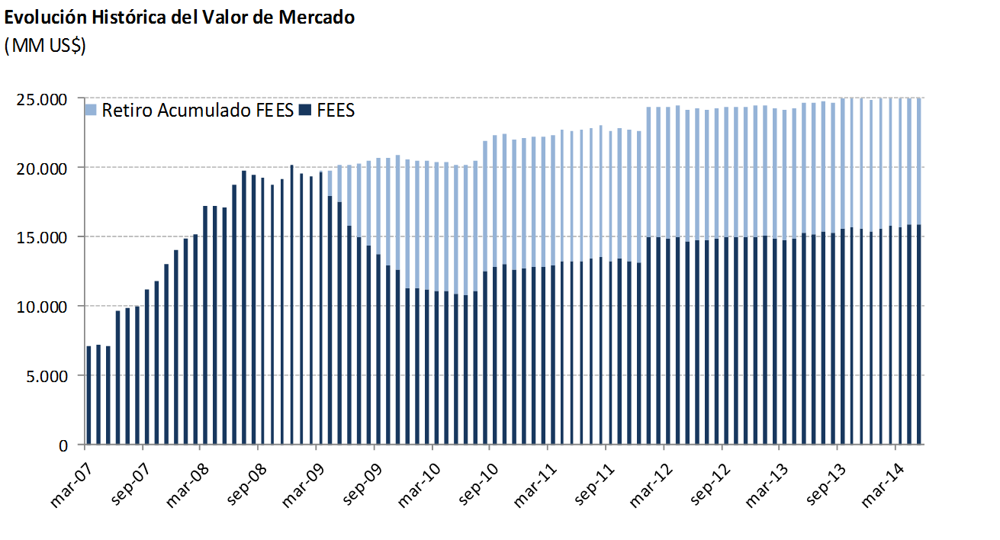 Evolución Histórica del Valor de Mercado
(MM US$)
25.000
Retiro Acumulado FEES FEES
20.000
15.000
10.000
5.000
0
mar-07 sep-07 mar-08 sep-08 mar-09 sep-09 mar-10 sep-10 mar-11 sep-11 mar-12 sep-12 mar-13 sep-13 mar-14